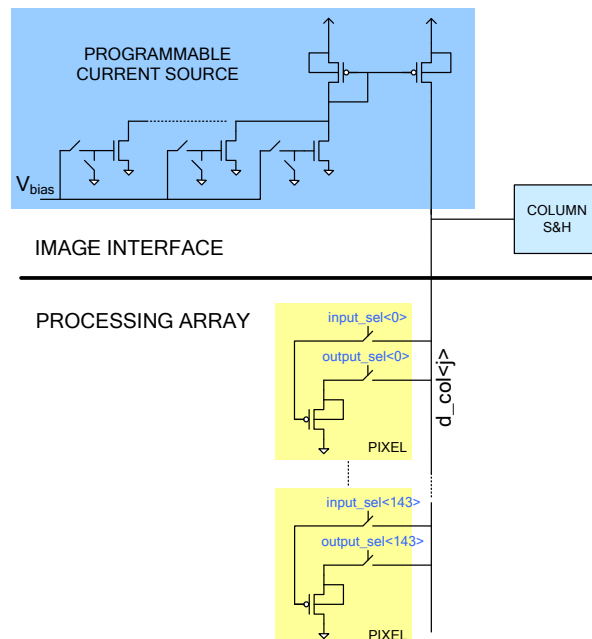 PROGRAMMABLE
CURRENT SOURCE
Vbias
COLUMN
S&H
IMAGE INTERFACE
PROCESSING ARRAY
input_sel<0>
output_sel<0>
d_col<j>
PIXEL
input_sel<143>
output_sel<143>
PIXEL